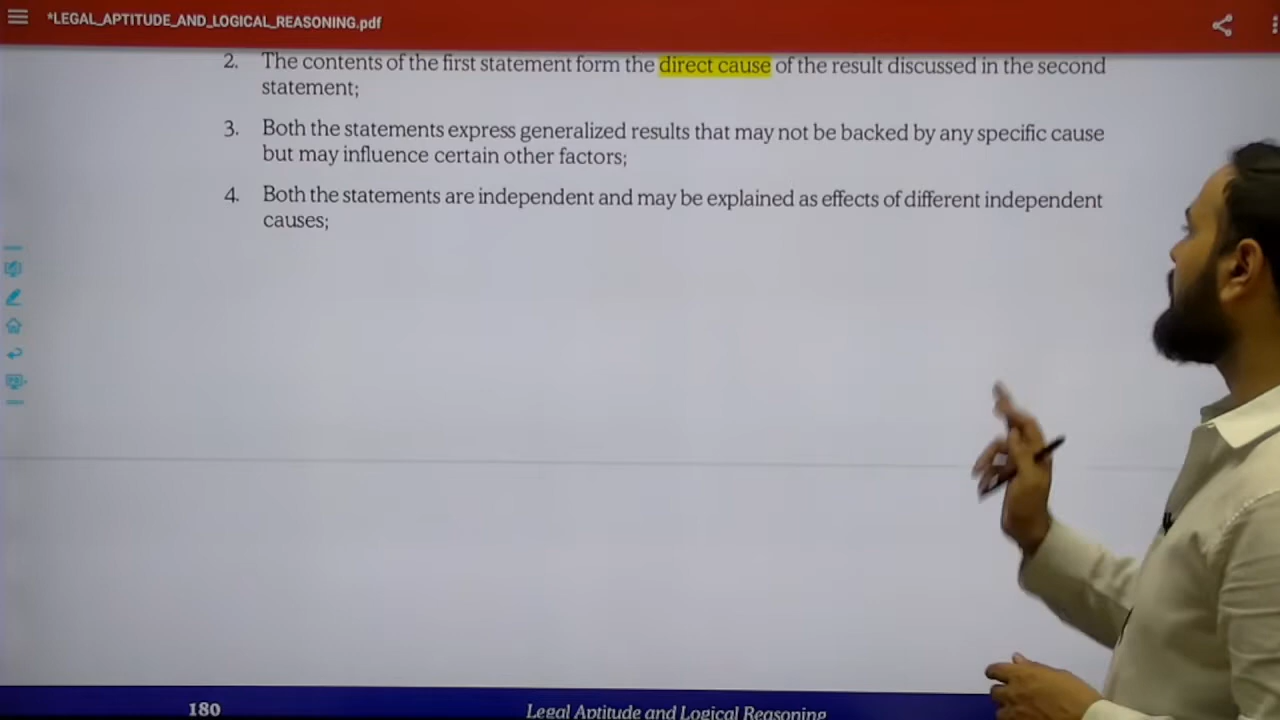 *LEGAL_APTITUDE_AND_LOGICAL_REASONING.pdf
2. The contents of the first statement form the direct cause of the result discussed in the second
statement;
3. Both the statements express generalized results that may not be backed by any specific cause
but may influence certain other factors;
4. Both the statements are independent and may be explained as effects of different independent
causes;
180 Legal Aptitude and Logical Reasoning